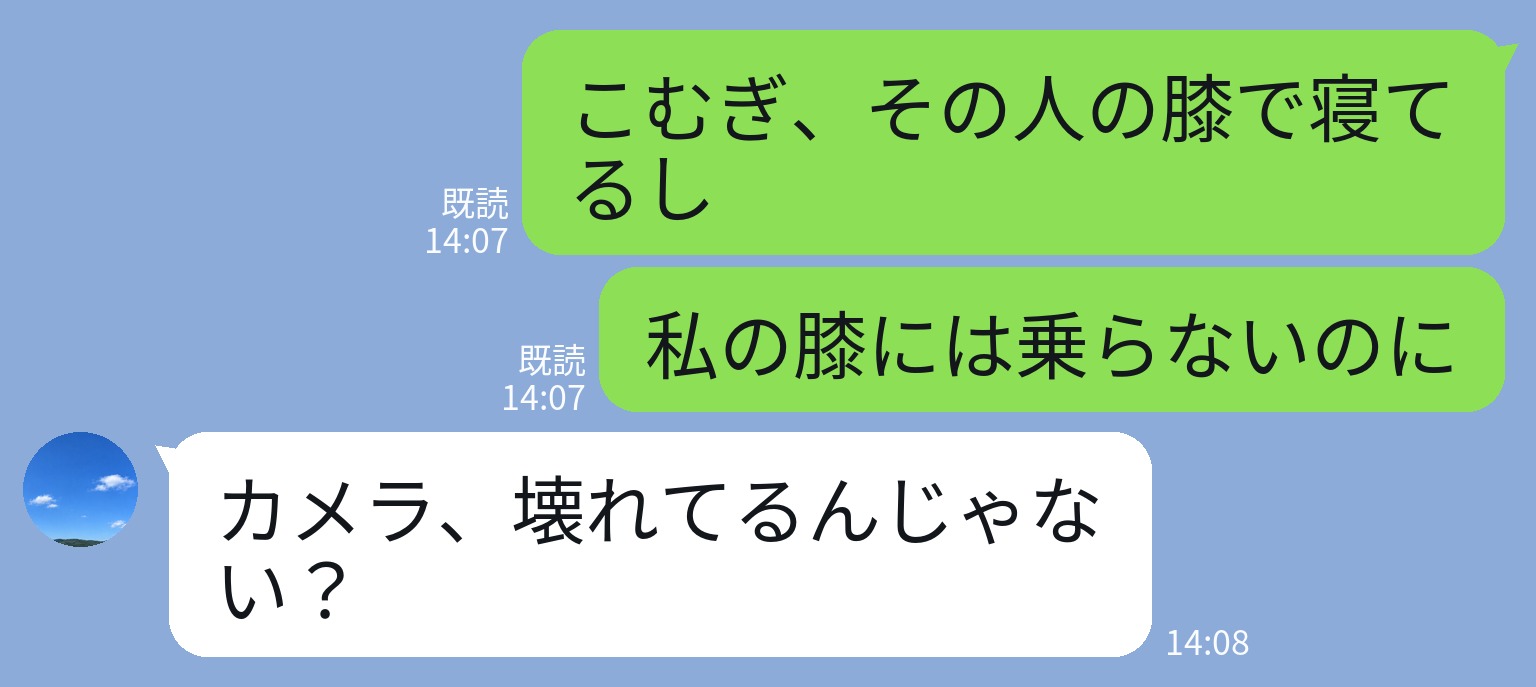 こむぎ、その人の膝で寝て
るし
既読
14:07
私の膝には乗らないのに
既読
14:07
カメラ、壊れてるんじゃな
い？
14:08